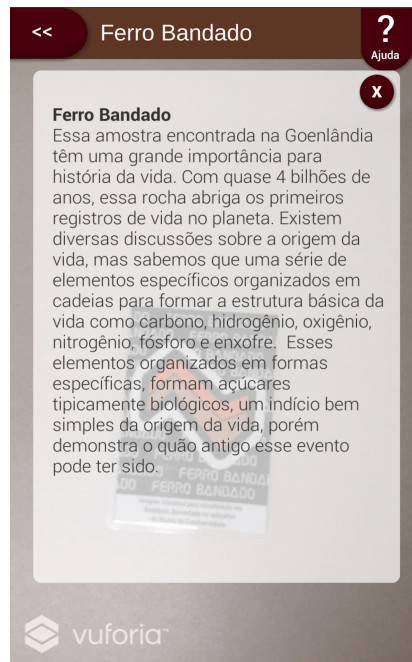 <<
Ferro Bandado
?
Ajuda
X
Ferro Bandado
Essa amostra encontrada na Goenlândia
têm uma grande importância para
história da vida. Com quase 4 bilhões de
anos, essa rocha abriga os primeiros
registros de vida no planeta. Existem
diversas discussões sobre a origem da
vida, mas sabemos que uma série de
elementos específicos organizados em
cadeias para formar a estrutura básica da
vida como carbono, hidrogênio, oxigênio,
nitrogênio, fósforo e enxofre. Esses
elementos organizados em formas
específicas, formam açúcares
tipicamente biológicos, um indício bem
simples da origem da vida, porém
demonstra o quão antigo esse evento
pode ter sido.
FERRO BANDADO
vuforia™